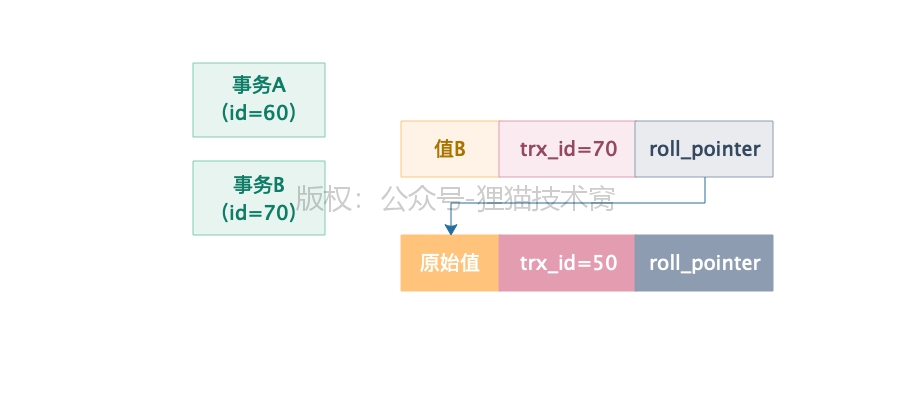 事务A
(id=60)
事务B
(id=70)
值B
trx_id=70
roll_pointer
版权：公众号-狸猫技术窝
原始值
trx_id=50
roll_pointer